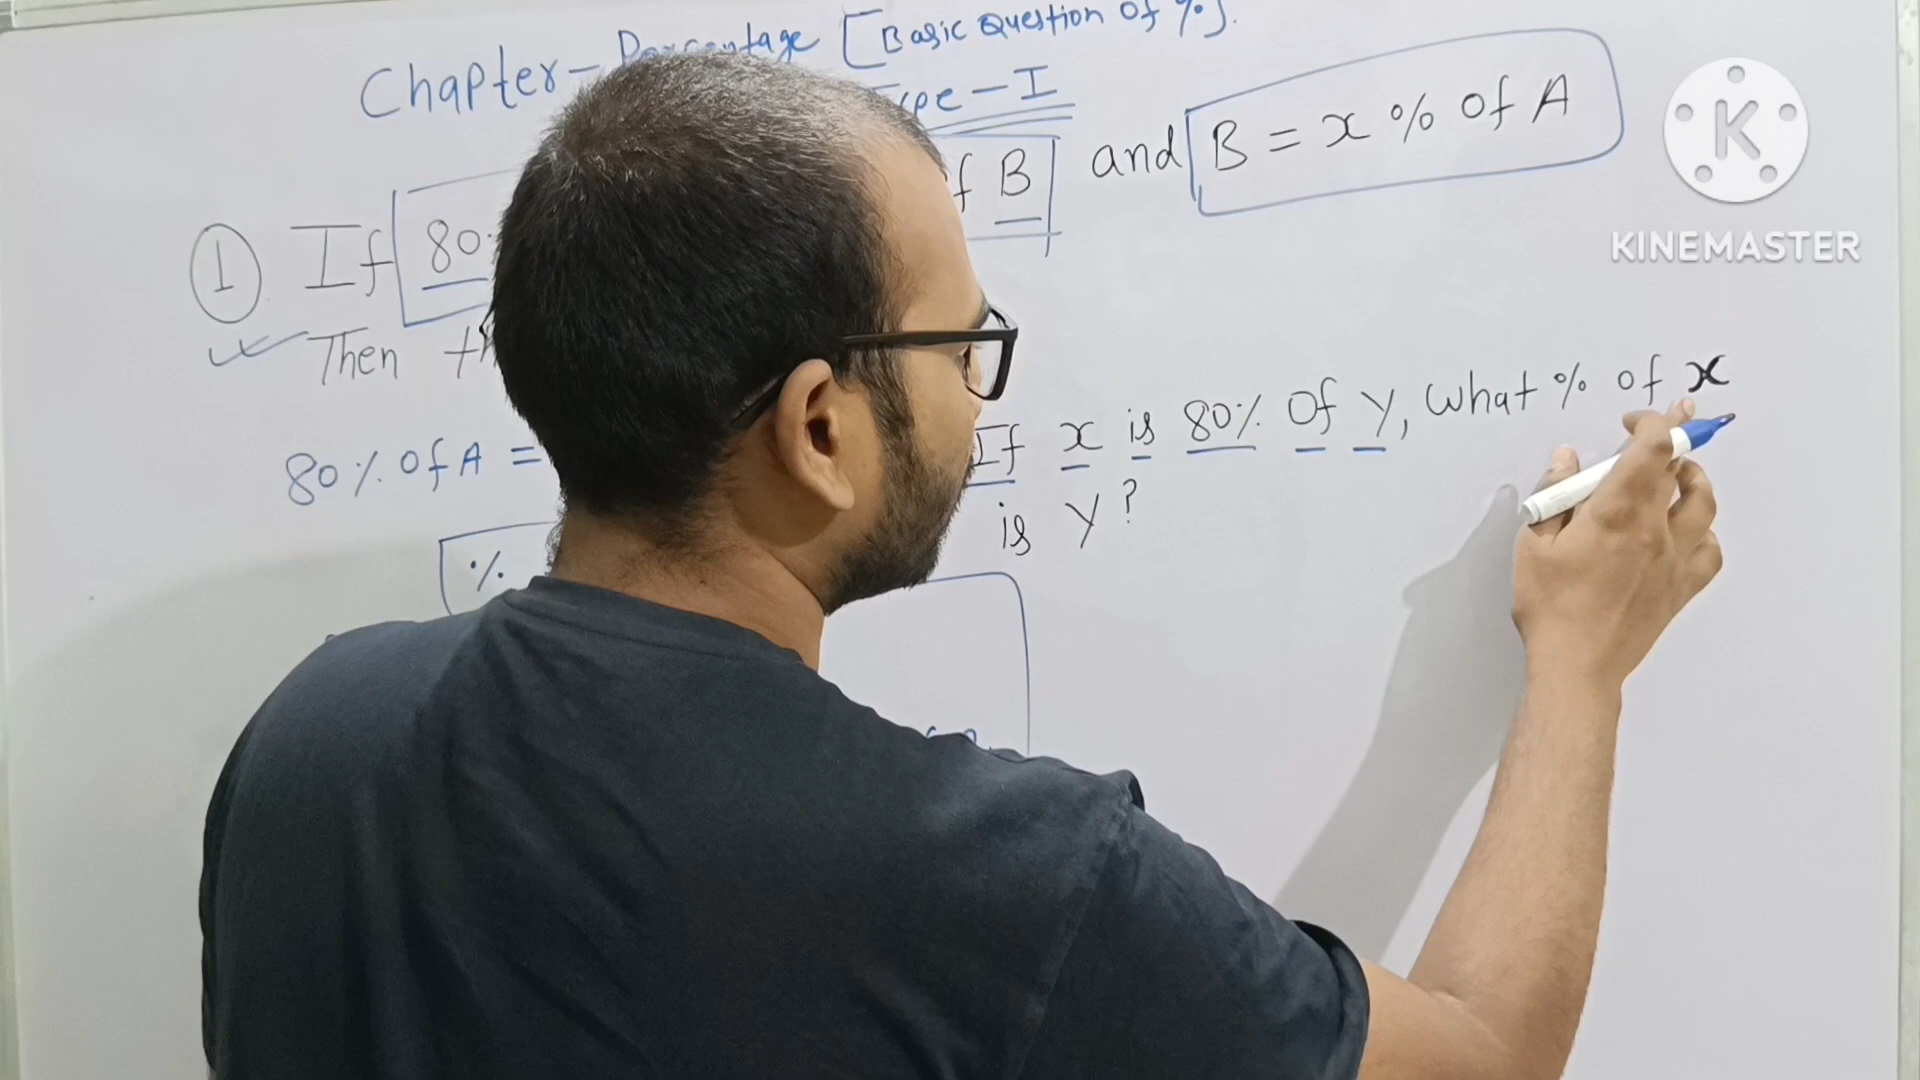 Chapter - Percentage [Basic Question of %].
Type - I
① If 80% of B and B = x % of A
Then
80% of A =
If x is 80% of y, what % of x
is y?
%
K
KINEMASTER